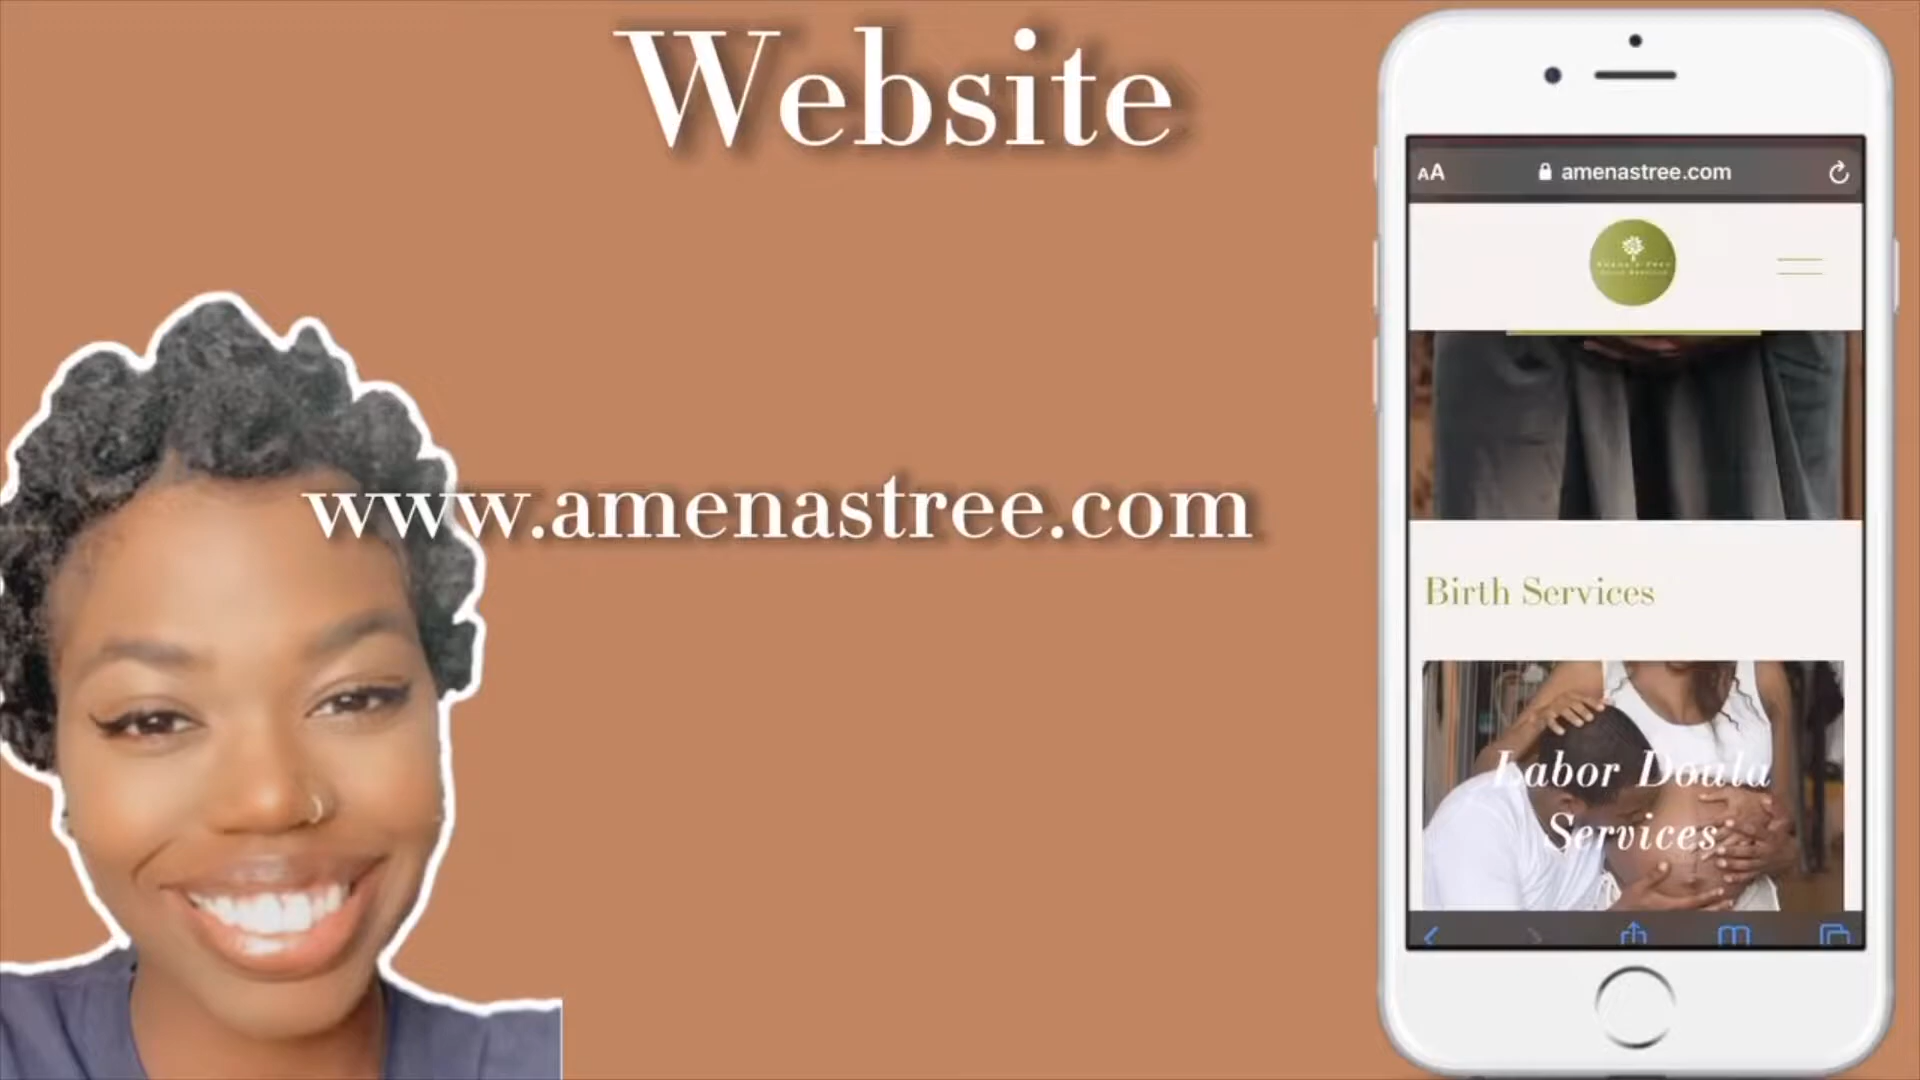 Website
www.amenastree.com
AA
amenastree.com
Birth Services
Labor Doula
Services